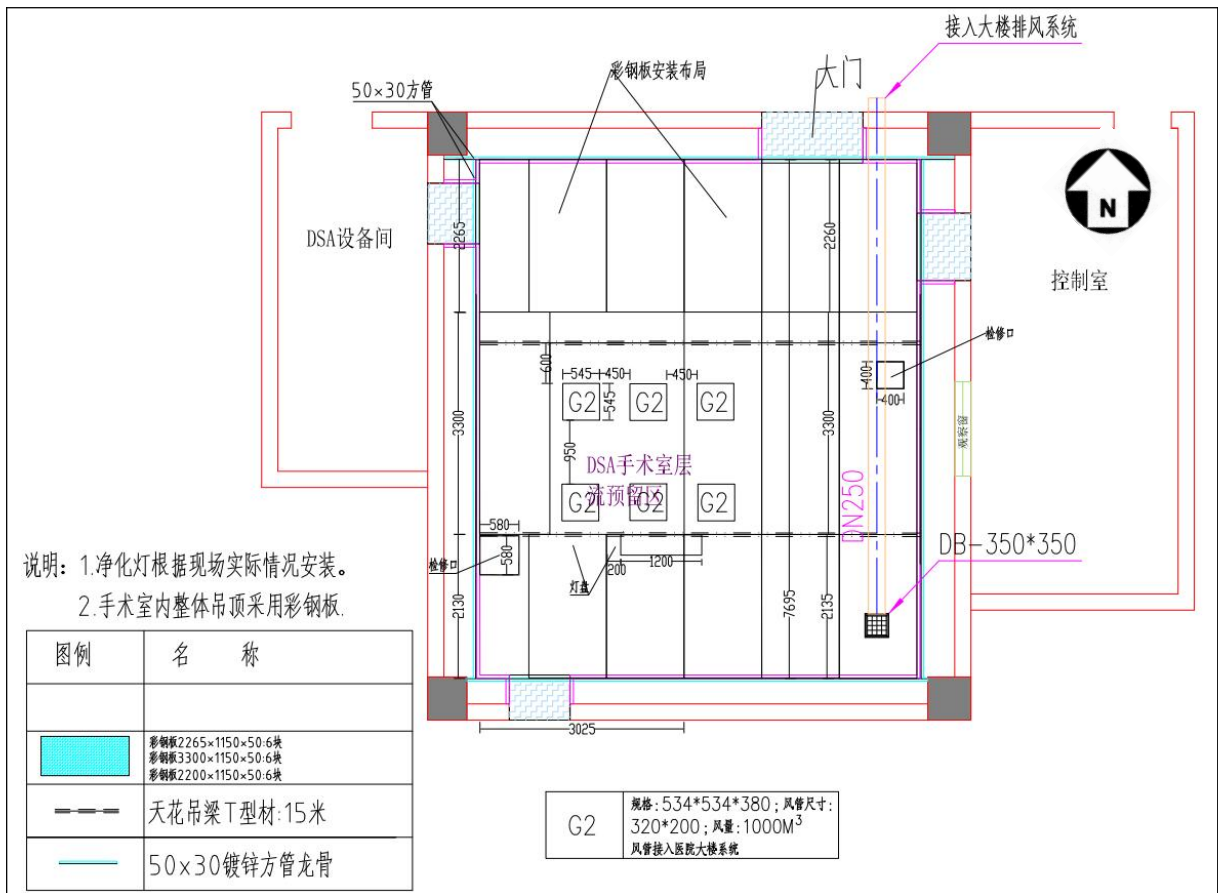 接入大楼排风系统
彩钢板安装布局
大门
50×30方管
N
DSA设备间
控制室
2265
2260
检修口
600
545
450
450
400
400
545
G2
G2
G2
3300
3300
950
观察窗
DSA手术室层
流预留区
G2
G2
G2
DN250
580
580
检修口
灯盘
200
1200
DB-350*350
2130
7695
2135
3025
说明：1.净化灯根据现场实际情况安装。
2.手术室内整体吊顶采用彩钢板.
图例
名 称
彩钢板2265×1150×50:6块
彩钢板3300×1150×50:6块
彩钢板2200×1150×50:6块
天花吊梁T型材:15米
50x30镀锌方管龙骨
G2
规格:534*534*380；风管尺寸:
320*200；风量:1000M³
风管接入医院大楼系统